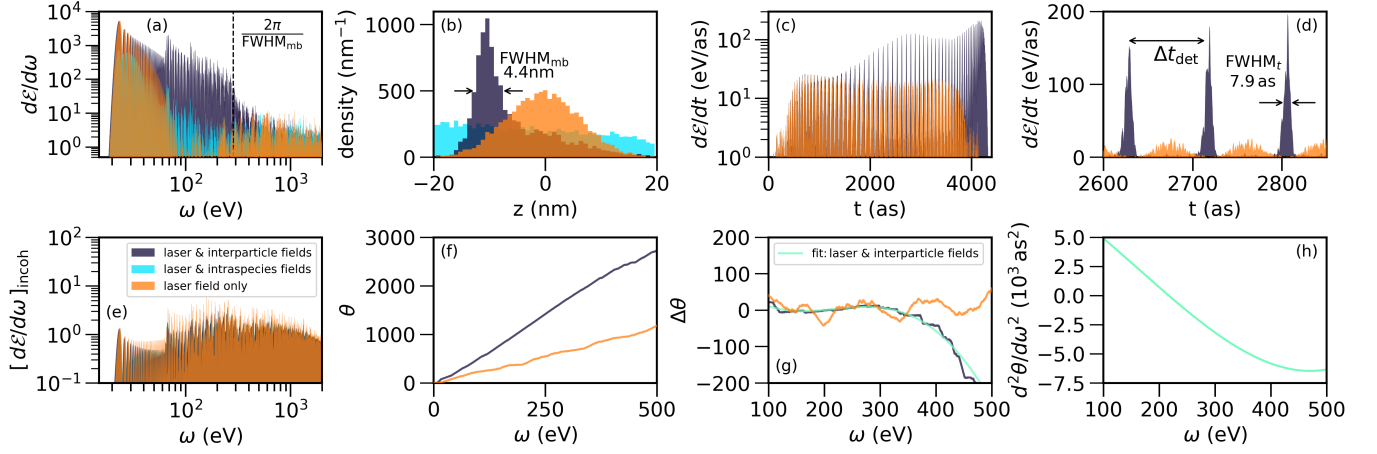 (a)
2π
FWHM_mb
10^4
10^3
10^2
10^1
10^0
dℰ/dω
10^2
10^3
ω (eV)
(b)
FWHM_mb
4.4nm
1000
500
0
density (nm^−1)
−20
0
20
z (nm)
(c)
10^2
10^1
10^0
dℰ/dt (eV/as)
0
2000
4000
t (as)
(d)
Δt_det
FWHM_t
7.9 as
200
100
0
dℰ/dt (eV/as)
2600
2700
2800
t (as)
laser & interparticle fields
laser & intraspecies fields
laser field only
(e)
10^2
10^1
10^0
10^−1
[dℰ/dω]_incoh
10^2
10^3
ω (eV)
(f)
3000
2000
1000
0
θ
0
250
500
ω (eV)
fit: laser & interparticle fields
(g)
200
100
0
−100
−200
Δθ
100
200
300
400
500
ω (eV)
(h)
5.0
2.5
0.0
−2.5
−5.0
−7.5
d²θ/dω² (10³ as²)
100
200
300
400
500
ω (eV)